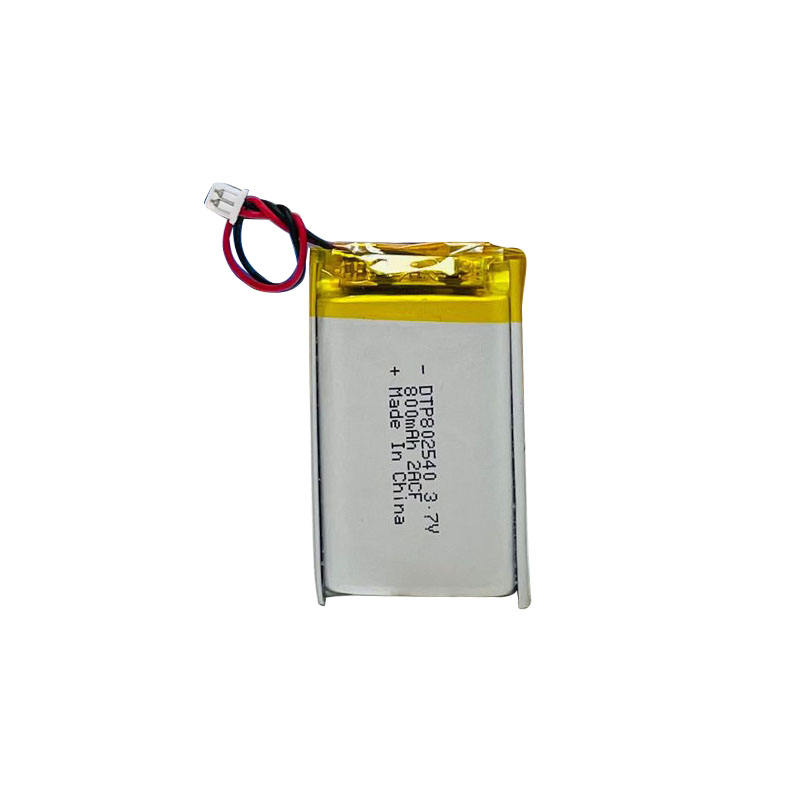 - DTP802540 3.7V
800mAh 2ACF
+ Made In China